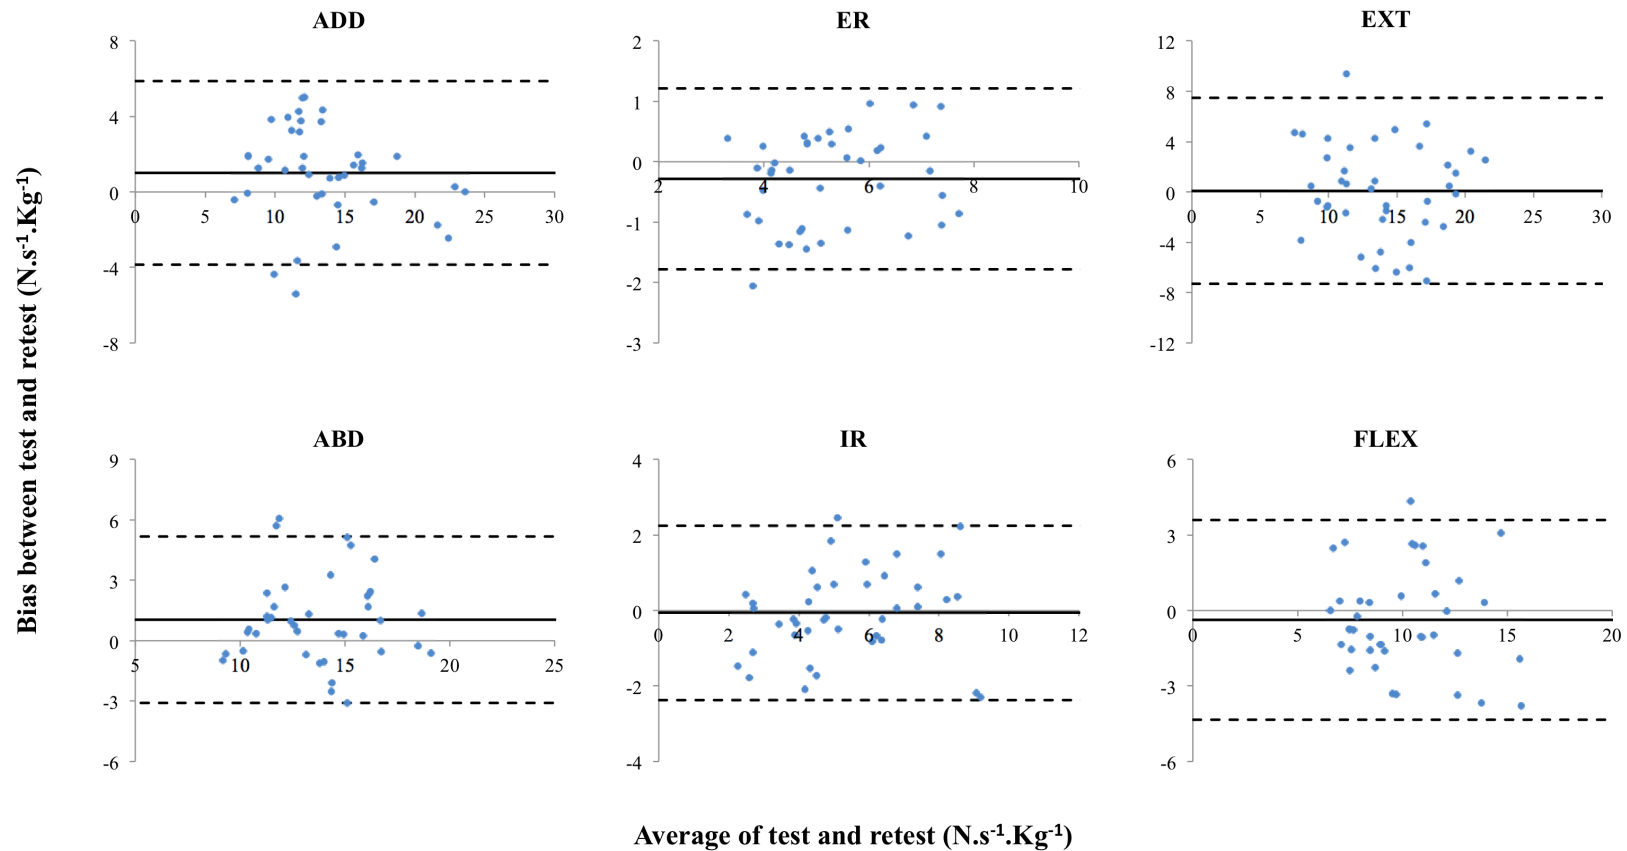 ADD
8
4
0
-4
-8
0 5 10 15 20 25 30
ER
2
1
0
-1
-2
-3
2 4 6 8 10
EXT
12
8
4
0
-4
-8
-12
0 5 10 15 20 25 30
Bias between test and retest (N.s⁻¹.Kg⁻¹)
ABD
9
6
3
0
-3
-6
5 10 15 20 25
IR
4
2
0
-2
-4
0 2 4 6 8 10 12
FLEX
6
3
0
-3
-6
0 5 10 15 20
Average of test and retest (N.s⁻¹.Kg⁻¹)